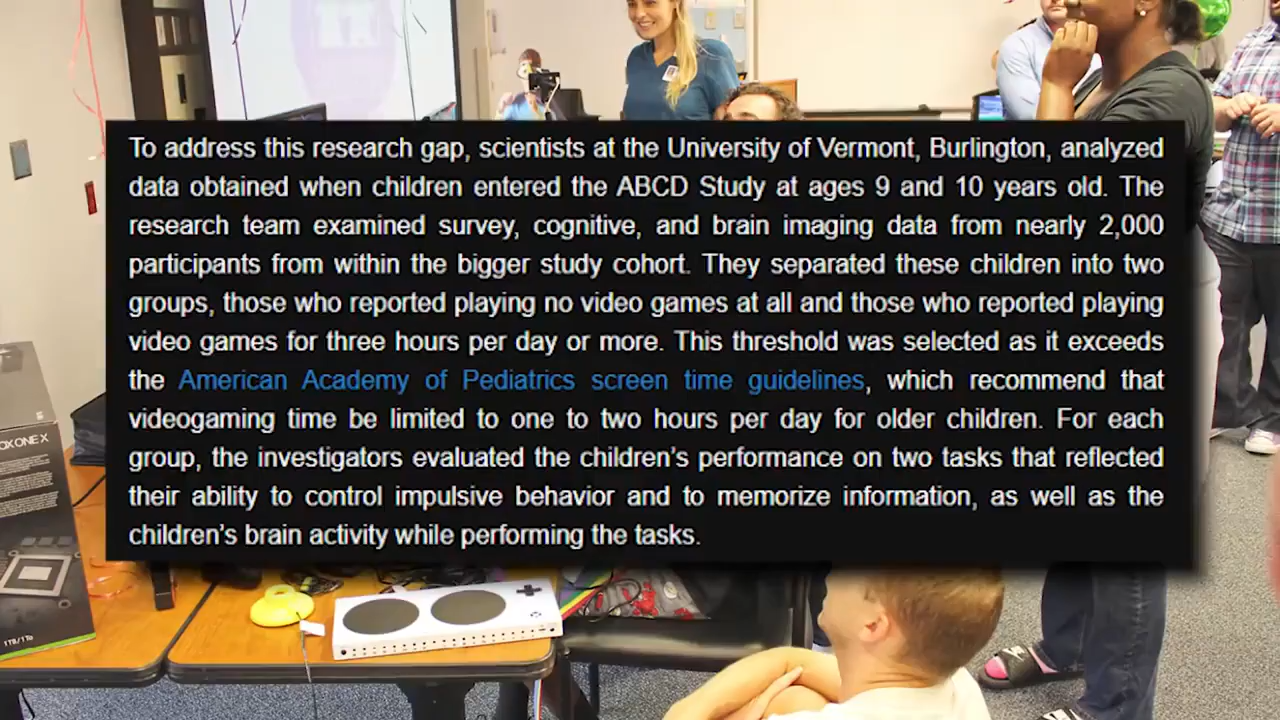 To address this research gap, scientists at the University of Vermont, Burlington, analyzed
data obtained when children entered the ABCD Study at ages 9 and 10 years old. The
research team examined survey, cognitive, and brain imaging data from nearly 2,000
participants from within the bigger study cohort. They separated these children into two
groups, those who reported playing no video games at all and those who reported playing
video games for three hours per day or more. This threshold was selected as it exceeds
the American Academy of Pediatrics screen time guidelines, which recommend that
videogaming time be limited to one to two hours per day for older children. For each
group, the investigators evaluated the children's performance on two tasks that reflected
their ability to control impulsive behavior and to memorize information, as well as the
children's brain activity while performing the tasks.
OX ONE X
1TB/1To